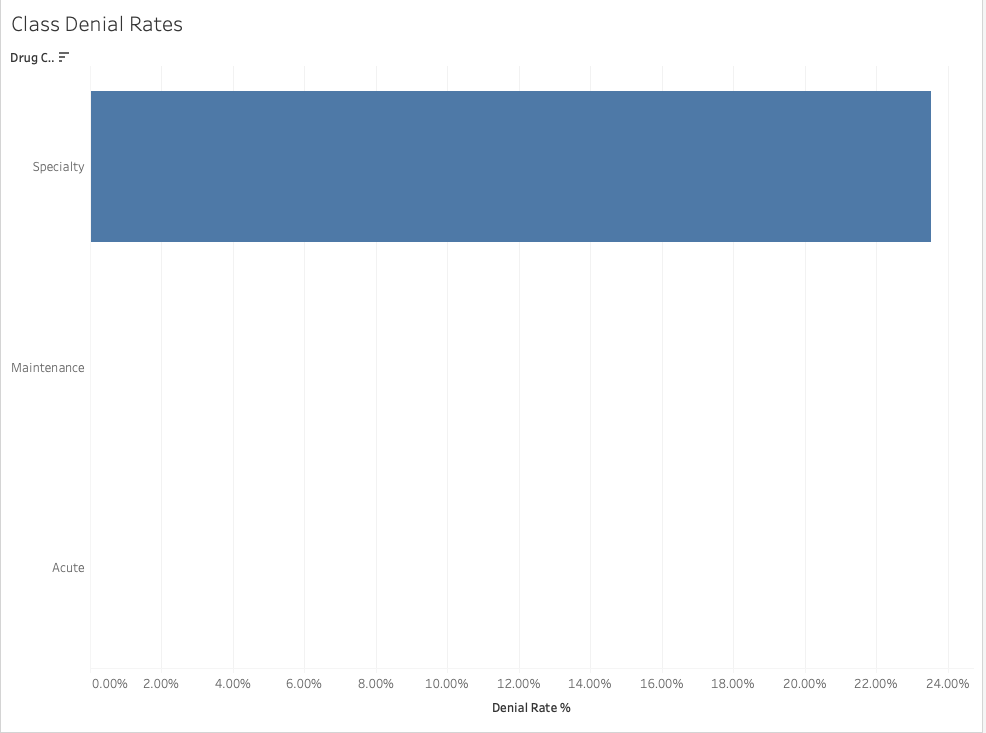 Class Denial Rates
Drug C..
Specialty
Maintenance
Acute
0.00% 2.00% 4.00% 6.00% 8.00% 10.00% 12.00% 14.00% 16.00% 18.00% 20.00% 22.00% 24.00%
Denial Rate %